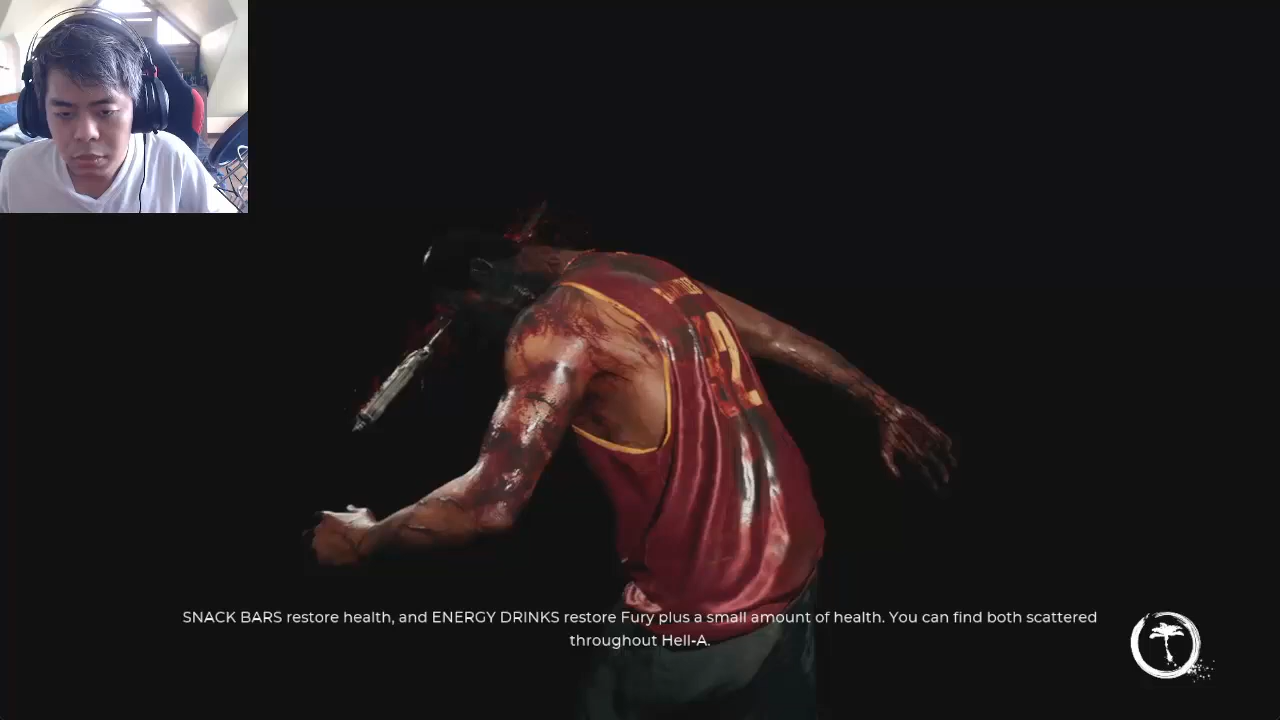 2
SNACK BARS restore health, and ENERGY DRINKS restore Fury plus a small amount of health. You can find both scattered
throughout Hell-A.